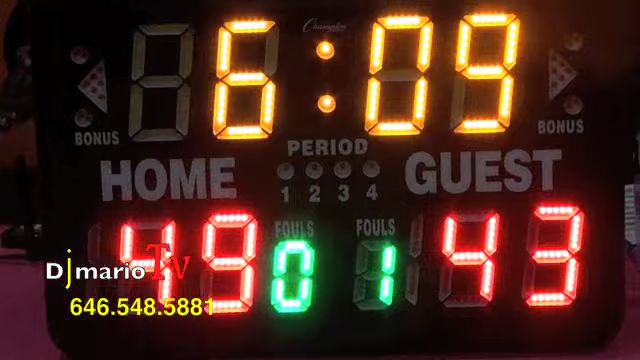 Champion
6:09
BONUS BONUS
PERIOD
HOME GUEST
1 2 3 4
FOULS FOULS
49 0 1 43
DjmarioTv
646.548.5881